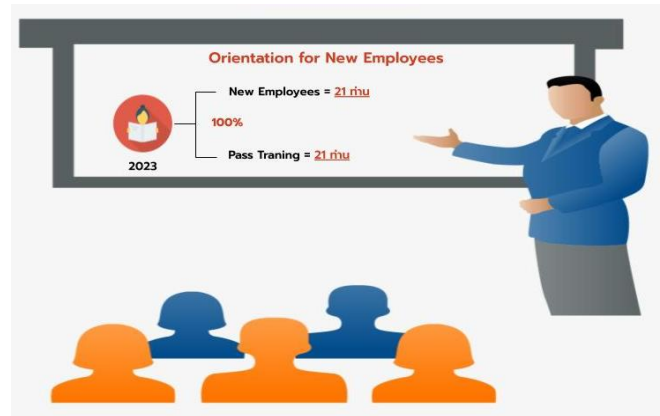 Orientation for New Employees
New Employees = 21 ท่าน
100%
Pass Traning = 21 ท่าน
2023